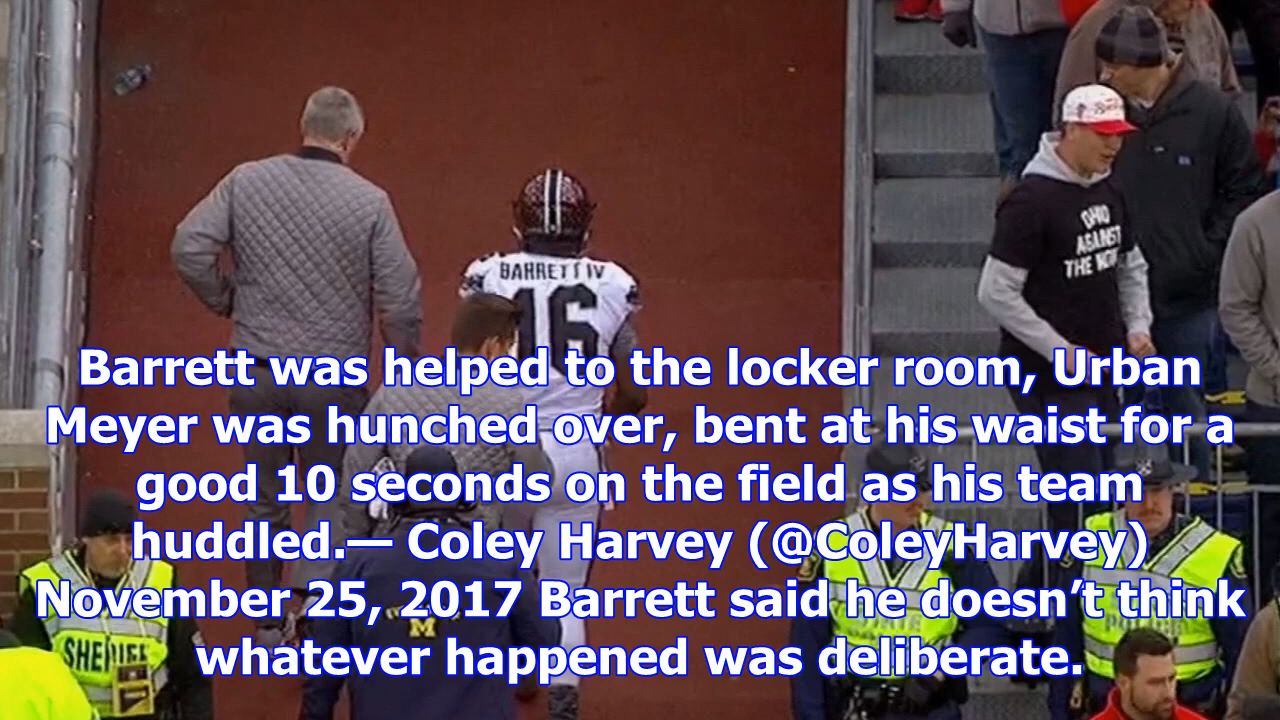 BARRETT IV
16
OHIO
AGAINST
THE
Barrett was helped to the locker room, Urban
Meyer was hunched over, bent at his waist for a
good 10 seconds on the field as his team
huddled.— Coley Harvey (@ColeyHarvey)
November 25, 2017 Barrett said he doesn’t think
whatever happened was deliberate.
M
SHERIFF